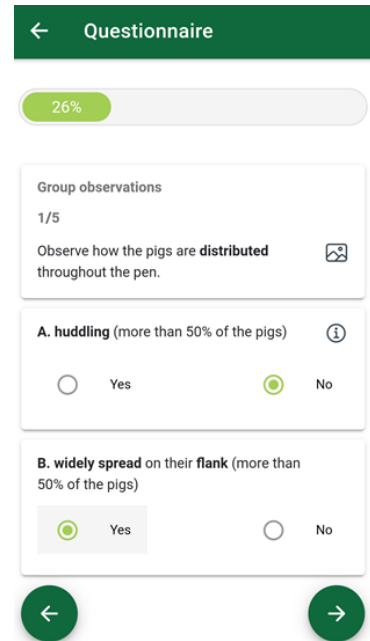 Questionnaire
26%
Group observations
1/5
Observe how the pigs are distributed
throughout the pen.
A. huddling (more than 50% of the pigs)
Yes No
B. widely spread on their flank (more than
50% of the pigs)
Yes No